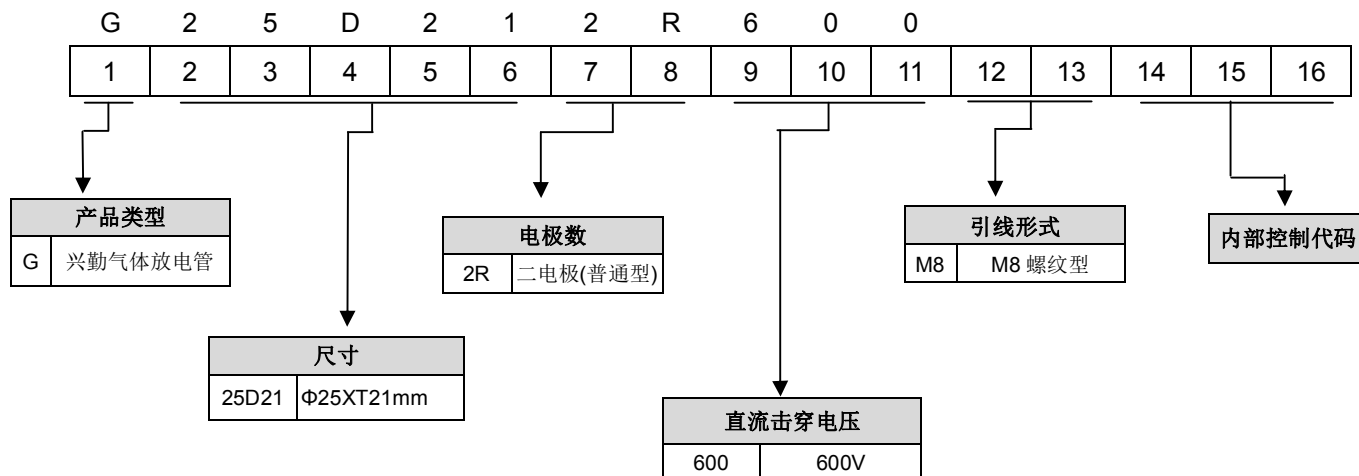 G 2 5 D 2 1 2 R 6 0 0
1 2 3 4 5 6 7 8 9 10 11 12 13 14 15 16
产品类型
G 兴勤气体放电管
尺寸
25D21 Φ25XT21mm
电极数
2R 二电极(普通型)
直流击穿电压
600 600V
引线形式
M8 M8 螺纹型
内部控制代码